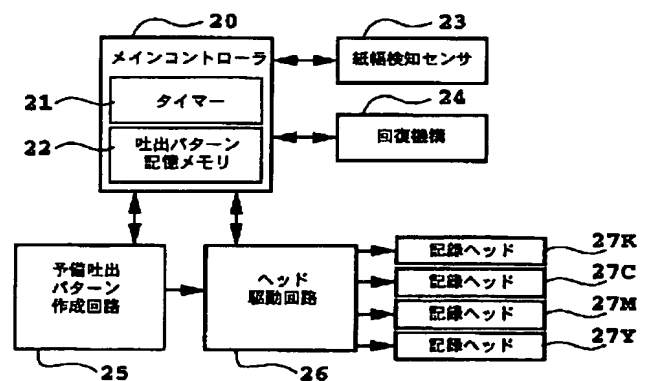 20
メインコントローラ
21
タイマー
22
吐出パターン
記憶メモリ
23
紙幅検知センサ
24
回復機構
予備吐出
パターン
作成回路
25
ヘッド
駆動回路
26
記録ヘッド
27K
記録ヘッド
27C
記録ヘッド
27M
記録ヘッド
27Y